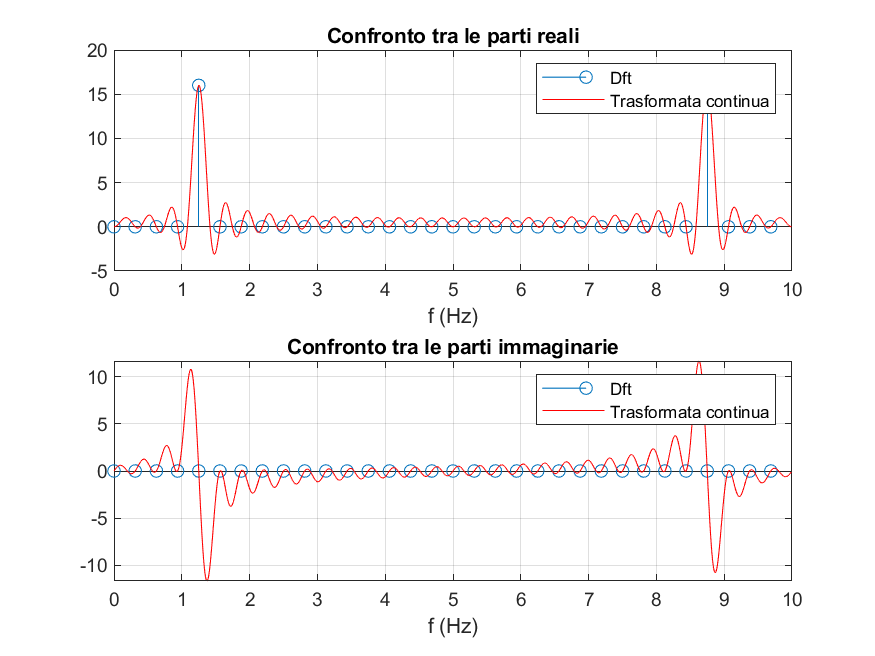 Confronto tra le parti reali
20
15
10
5
0
-5
Dft
Trasformata continua
0 1 2 3 4 5 6 7 8 9 10
f (Hz)
Confronto tra le parti immaginarie
10
5
0
-5
-10
Dft
Trasformata continua
0 1 2 3 4 5 6 7 8 9 10
f (Hz)